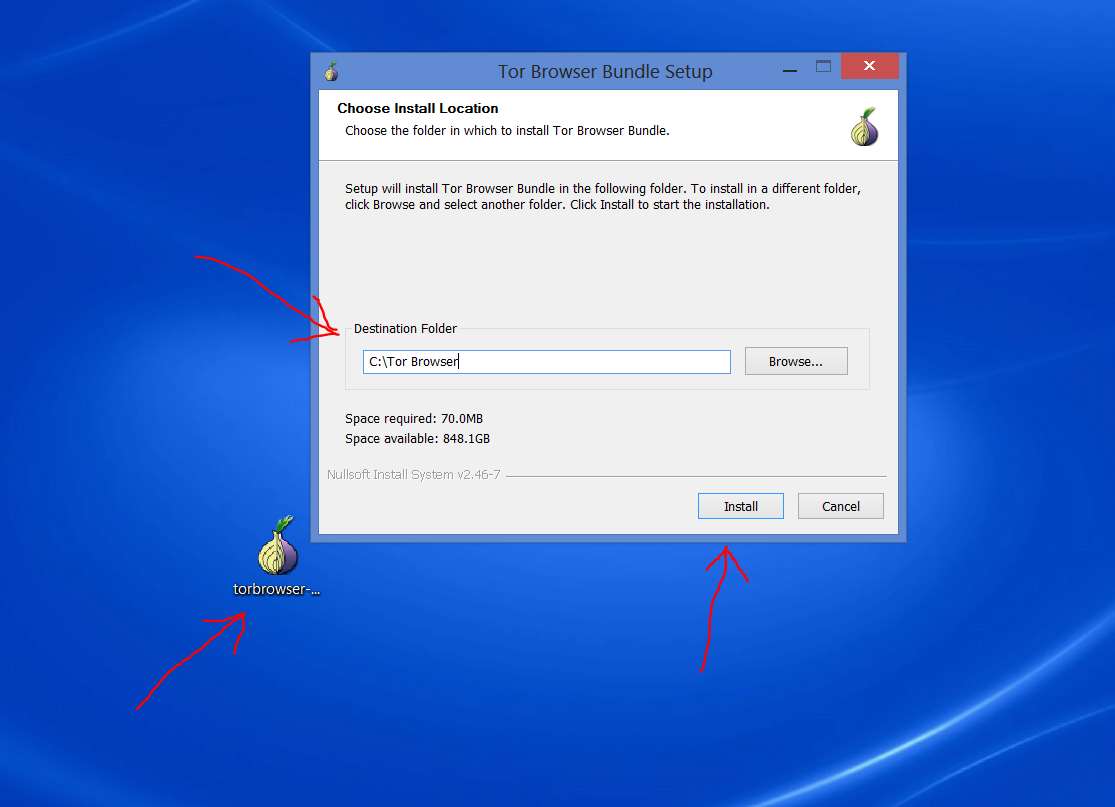 Tor Browser Bundle Setup
Choose Install Location
Choose the folder in which to install Tor Browser Bundle.
Setup will install Tor Browser Bundle in the following folder. To install in a different folder,
click Browse and select another folder. Click Install to start the installation.
Destination Folder
C:\Tor Browser
Browse...
Space required: 70.0MB
Space available: 848.1GB
Nullsoft Install System v2.46-7
Install
Cancel
torbrowser-...